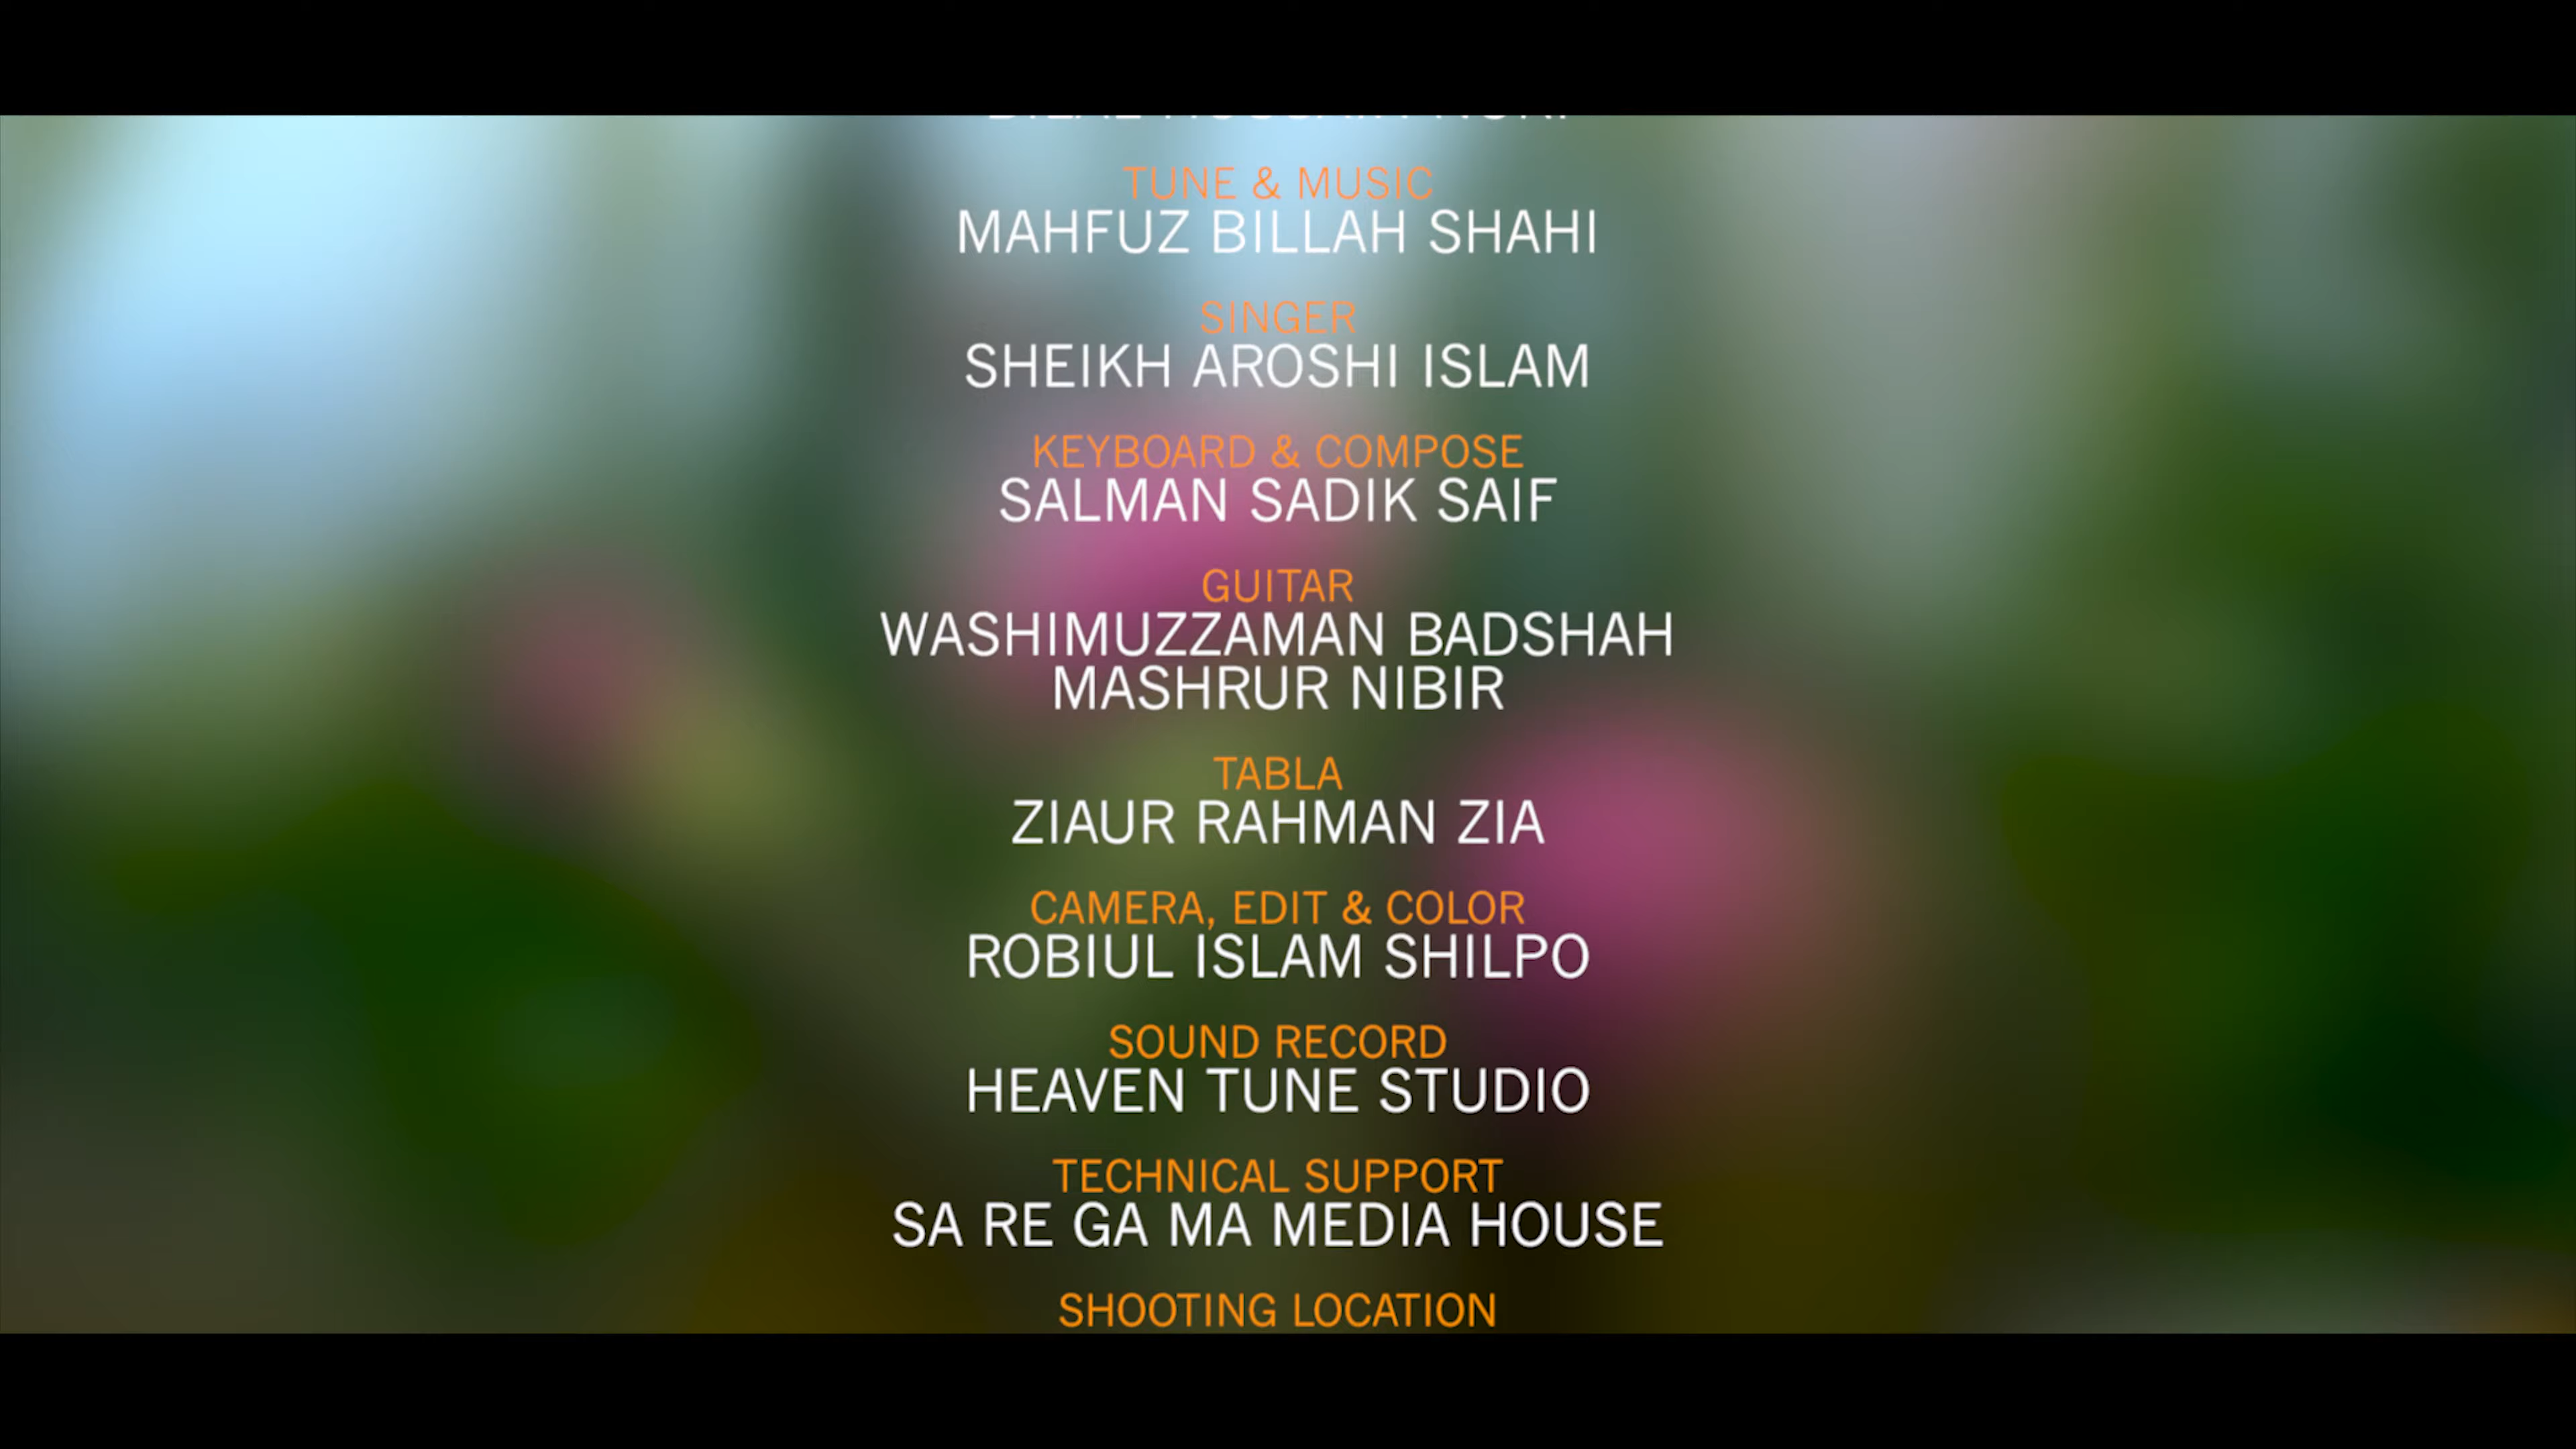 TUNE & MUSIC
MAHFUZ BILLAH SHAHI
SINGER
SHEIKH AROSHI ISLAM
KEYBOARD & COMPOSE
SALMAN SADIK SAIF
GUITAR
WASHIMUZZAMAN BADSHAH
MASHRUR NIBIR
TABLA
ZIAUR RAHMAN ZIA
CAMERA, EDIT & COLOR
ROBIUL ISLAM SHILPO
SOUND RECORD
HEAVEN TUNE STUDIO
TECHNICAL SUPPORT
SA RE GA MA MEDIA HOUSE
SHOOTING LOCATION